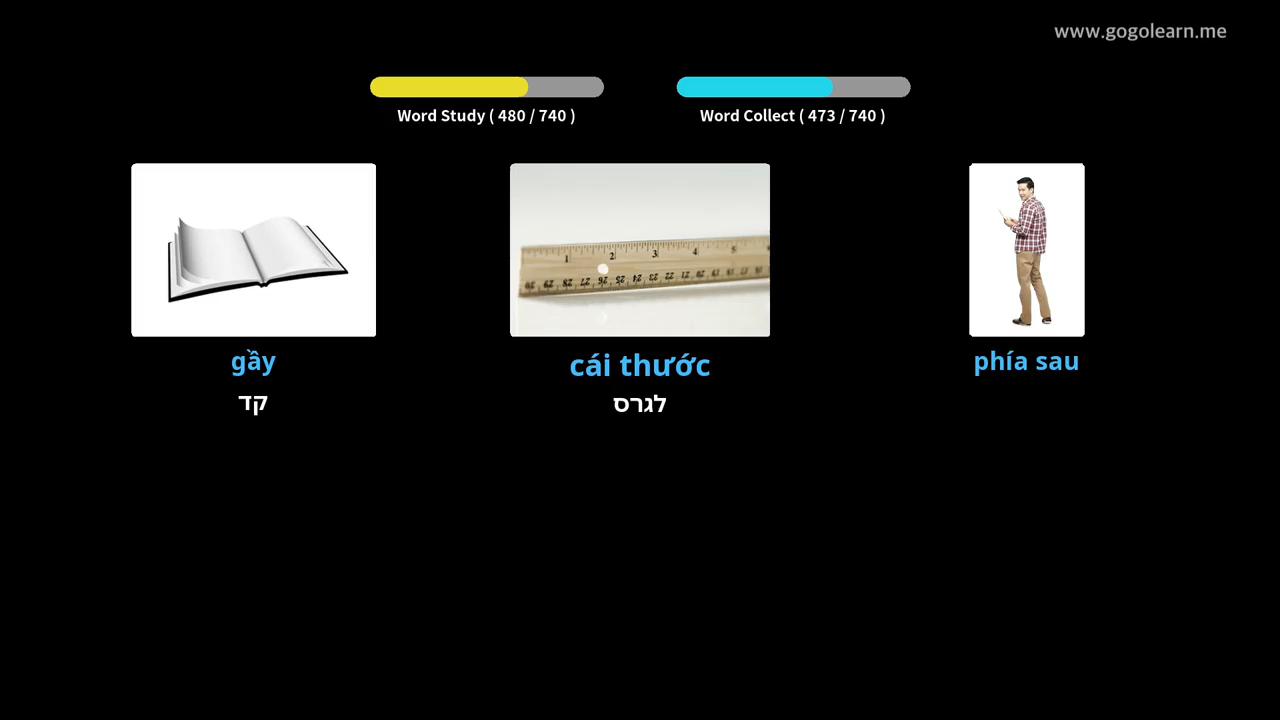 www.gogolearn.me
Word Study ( 480 / 740 )
Word Collect ( 473 / 740 )
gầy
cái thước
phía sau
קד
לגרס